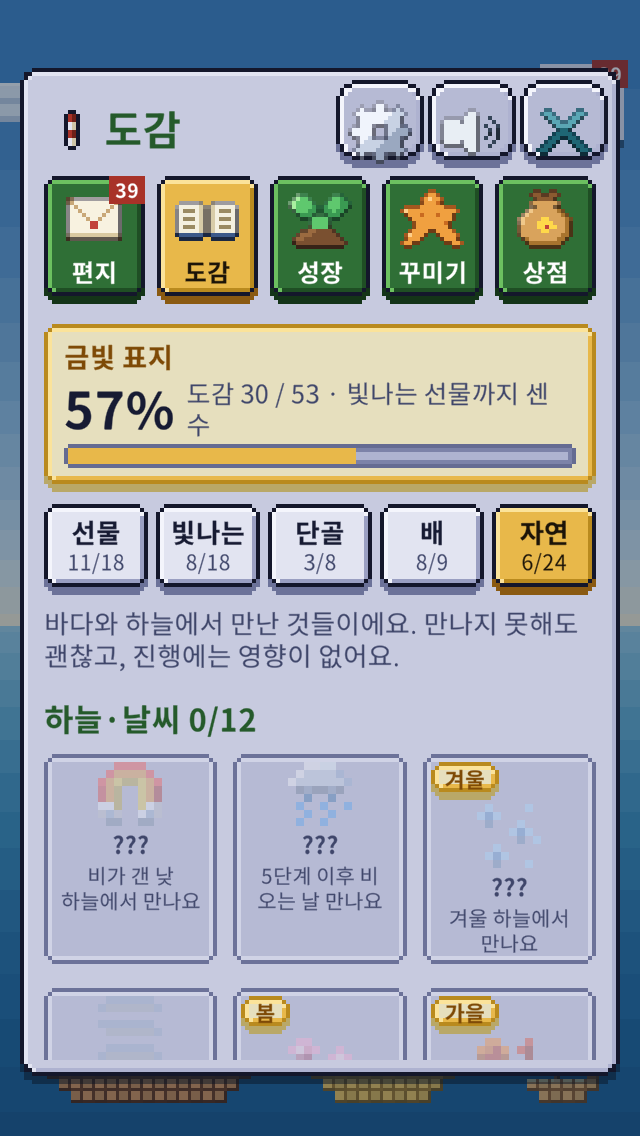 도감
39
편지
도감
성장
꾸미기
상점
금빛 표지
57%
도감 30 / 53 · 빛나는 선물까지 센
수
선물
11/18
빛나는
8/18
단골
3/8
배
8/9
자연
6/24
바다와 하늘에서 만난 것들이에요. 만나지 못해도
괜찮고, 진행에는 영향이 없어요.
하늘·날씨 0/12
???
비가 갠 낮
하늘에서 만나요
???
5단계 이후 비
오는 날 만나요
겨울
???
겨울 하늘에서
만나요
봄
가을